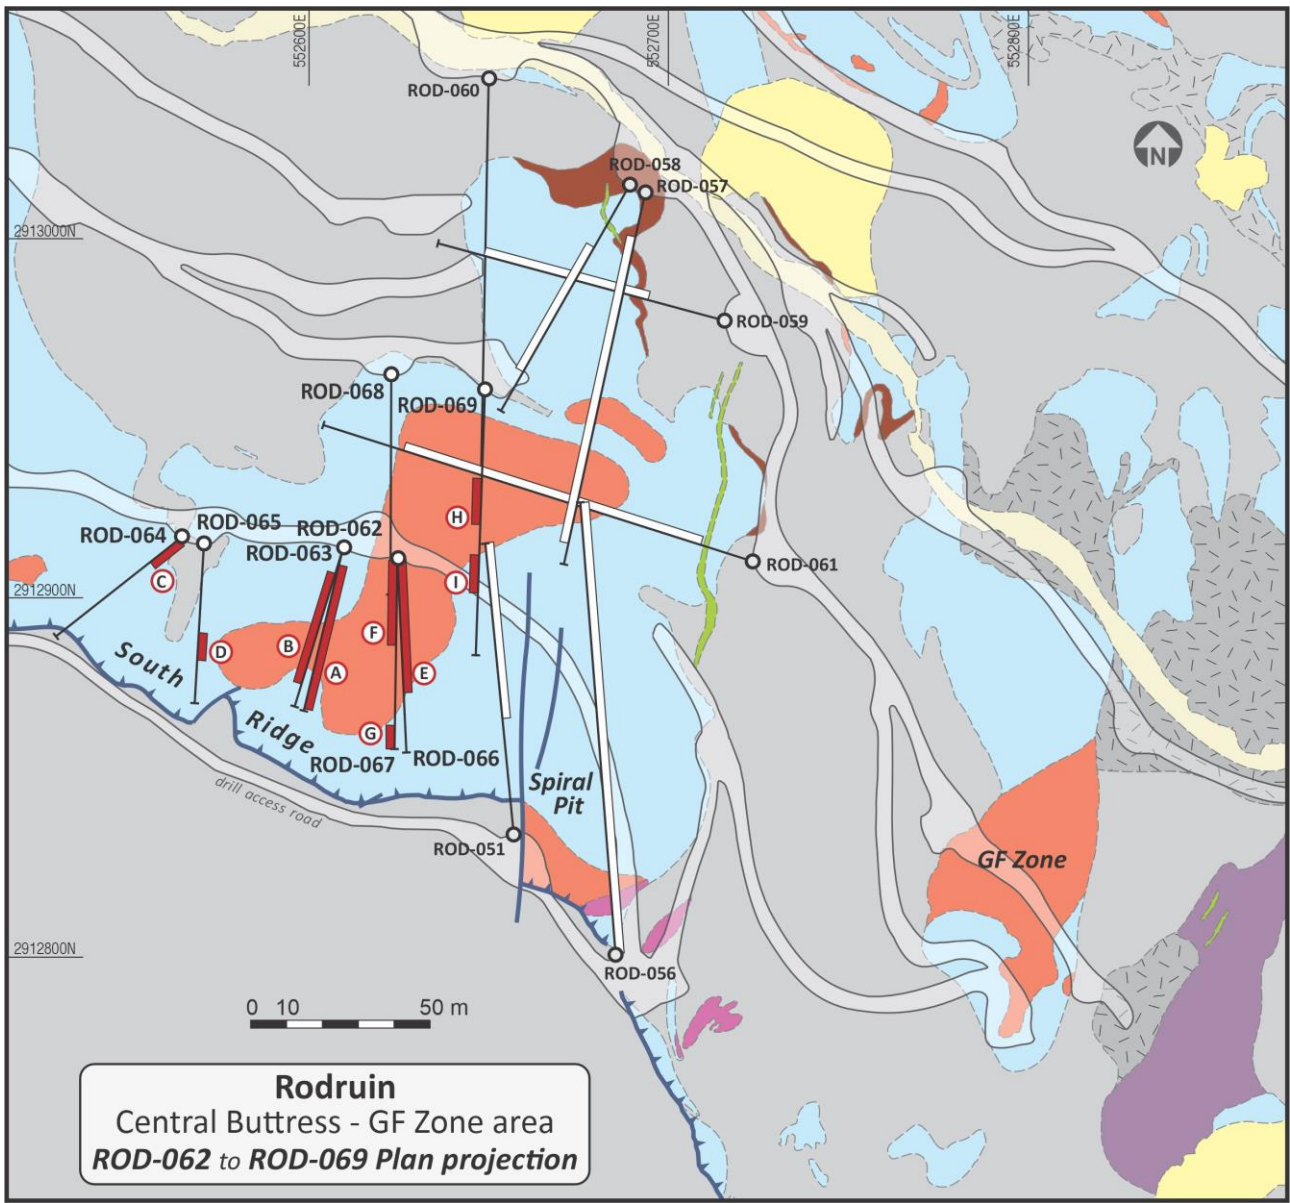 552600E
552700E
552800E
ROD-060
N
ROD-058
ROD-057
2913000N
ROD-059
ROD-068
ROD-069
H
ROD-065
ROD-062
ROD-064
ROD-063
ROD-061
C
I
2912900N
F
B
D
A
E
South
G
Ridge
ROD-067
ROD-066
Spiral
Pit
drill access road
ROD-051
GF Zone
2912800N
ROD-056
0 10 50 m
Rodruin
Central Buttress - GF Zone area
ROD-062 to ROD-069 Plan projection